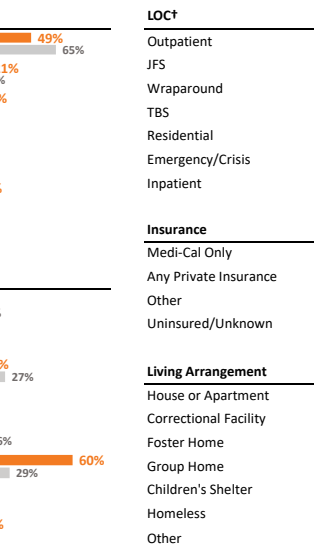 49%
65%
27%
60%
29%
LOC†
Outpatient
JFS
Wraparound
TBS
Residential
Emergency/Crisis
Inpatient
Insurance
Medi-Cal Only
Any Private Insurance
Other
Uninsured/Unknown
Living Arrangement
House or Apartment
Correctional Facility
Foster Home
Group Home
Children's Shelter
Homeless
Other